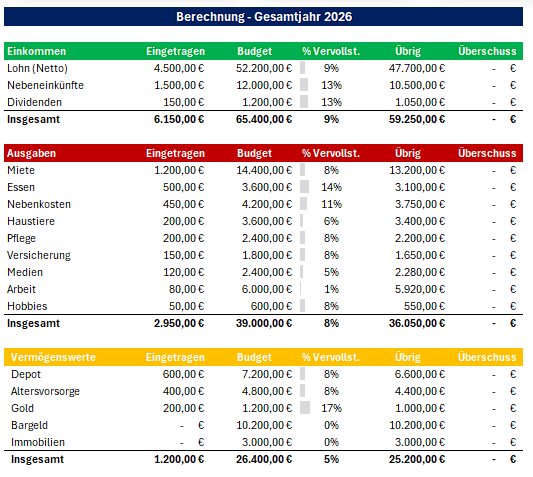 Berechnung - Gesamtjahr 2026
Einkommen Eingetragen Budget % Vervollst. Übrig Überschuss
Lohn (Netto) 4.500,00 € 52.200,00 € 9% 47.700,00 € - €
Nebeneinkünfte 1.500,00 € 12.000,00 € 13% 10.500,00 € - €
Dividenden 150,00 € 1.200,00 € 13% 1.050,00 € - €
Insgesamt 6.150,00 € 65.400,00 € 9% 59.250,00 € - €
Ausgaben Eingetragen Budget % Vervollst. Übrig Überschuss
Miete 1.200,00 € 14.400,00 € 8% 13.200,00 € - €
Essen 500,00 € 3.600,00 € 14% 3.100,00 € - €
Nebenkosten 450,00 € 4.200,00 € 11% 3.750,00 € - €
Haustiere 200,00 € 3.600,00 € 6% 3.400,00 € - €
Pflege 200,00 € 2.400,00 € 8% 2.200,00 € - €
Versicherung 150,00 € 1.800,00 € 8% 1.650,00 € - €
Medien 120,00 € 2.400,00 € 5% 2.280,00 € - €
Arbeit 80,00 € 6.000,00 € 1% 5.920,00 € - €
Hobbies 50,00 € 600,00 € 8% 550,00 € - €
Insgesamt 2.950,00 € 39.000,00 € 8% 36.050,00 € - €
Vermögenswerte Eingetragen Budget % Vervollst. Übrig Überschuss
Depot 600,00 € 7.200,00 € 8% 6.600,00 € - €
Altersvorsorge 400,00 € 4.800,00 € 8% 4.400,00 € - €
Gold 200,00 € 1.200,00 € 17% 1.000,00 € - €
Bargeld - € 10.200,00 € 0% 10.200,00 € - €
Immobilien - € 3.000,00 € 0% 3.000,00 € - €
Insgesamt 1.200,00 € 26.400,00 € 5% 25.200,00 € - €